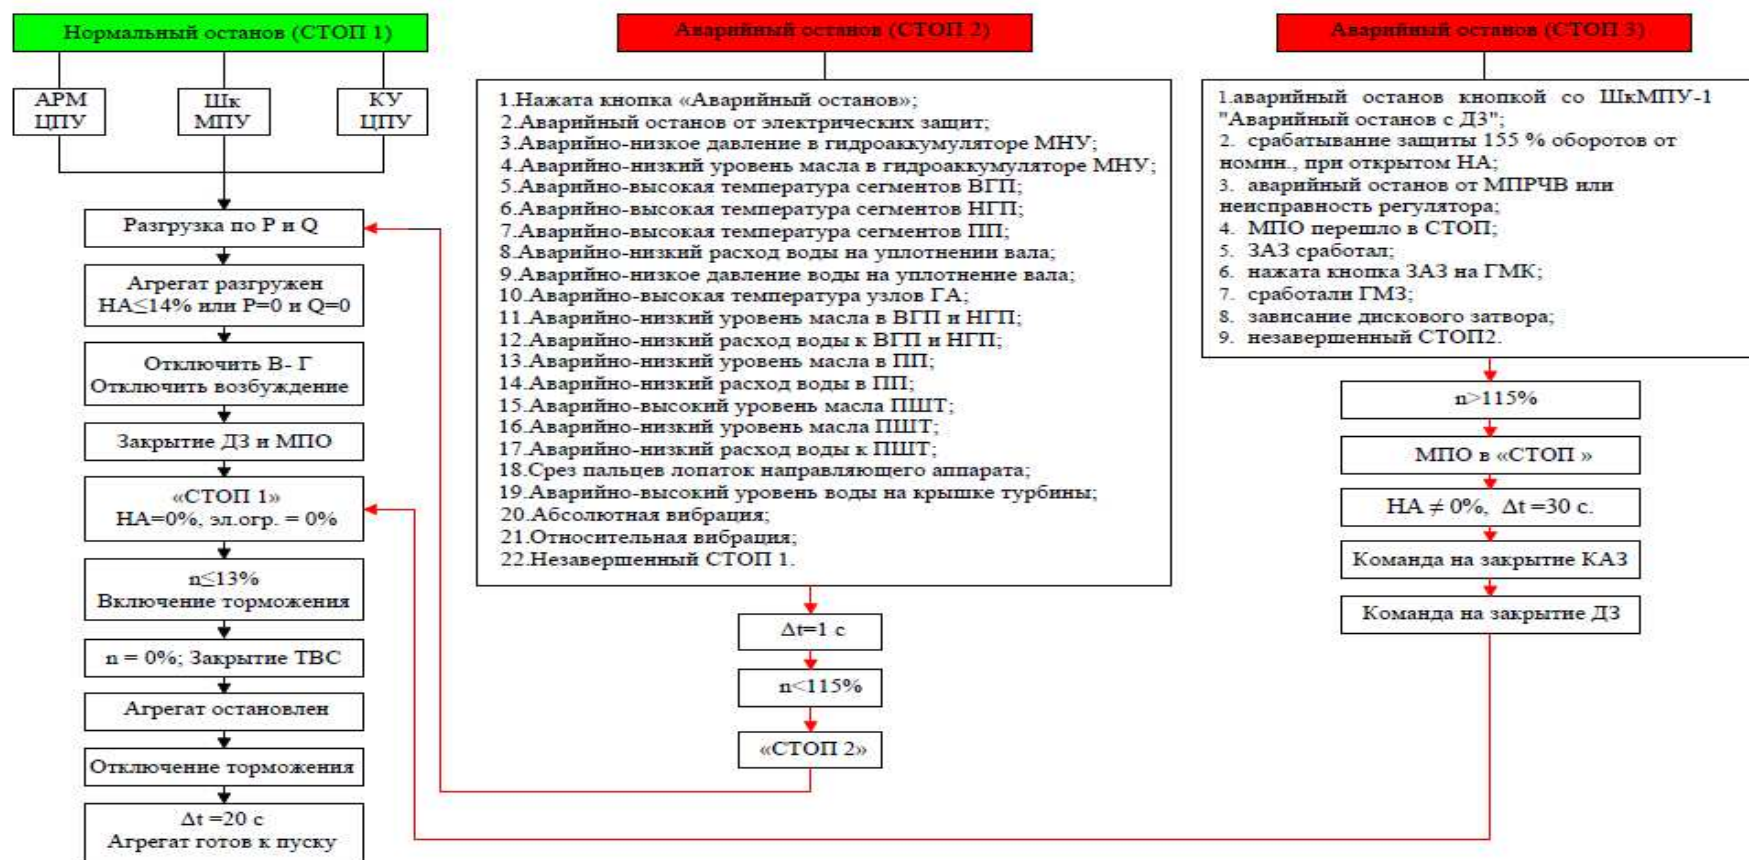 Нормальный останов (СТОП 1)
АРМ
ЦПУ
Шк
МПУ
КУ
ЦПУ
Разгрузка по P и Q
Агрегат разгружен
НА≤14% или P=0 и Q=0
Отключить В- Г
Отключить возбуждение
Закрытие ДЗ и МПО
«СТОП 1»
НА=0%, эл.огр. = 0%
n≤13%
Включение торможения
n = 0%; Закрытие ТВС
Агрегат остановлен
Отключение торможения
Δt =20 с
Агрегат готов к пуску
Аварийный останов (СТОП 2)
1.Нажата кнопка «Аварийный останов»;
2.Аварийный останов от электрических защит;
3.Аварийно-низкое давление в гидроаккумуляторе МНУ;
4.Аварийно-низкий уровень масла в гидроаккумуляторе МНУ;
5.Аварийно-высокая температура сегментов ВГП;
6.Аварийно-высокая температура сегментов НГП;
7.Аварийно-высокая температура сегментов ПП;
8.Аварийно-низкий расход воды на уплотнении вала;
9.Аварийно-низкое давление воды на уплотнение вала;
10.Аварийно-высокая температура узлов ГА;
11.Аварийно-низкий уровень масла в ВГП и НГП;
12.Аварийно-низкий расход воды к ВГП и НГП;
13.Аварийно-низкий уровень масла в ПП;
14.Аварийно-низкий расход воды в ПП;
15.Аварийно-высокий уровень масла ПШТ;
16.Аварийно-низкий уровень масла ПШТ;
17.Аварийно-низкий расход воды к ПШТ;
18.Срез пальцев лопаток направляющего аппарата;
19.Аварийно-высокий уровень воды на крышке турбины;
20.Абсолютная вибрация;
21.Относительная вибрация;
22.Незавершенный СТОП 1.
Δt=1 с
n<115%
«СТОП 2»
Аварийный останов (СТОП 3)
1.аварийный останов кнопкой со ШкМПУ-1
"Аварийный останов с ДЗ";
2. срабатывание защиты 155 % оборотов от
номин., при открытом НА;
3. аварийный останов от МПРЧВ или
неисправность регулятора;
4. МПО перешло в СТОП;
5. ЗАЗ сработал;
6. нажата кнопка ЗАЗ на ГМК;
7. сработали ГМЗ;
8. зависание дискового затвора;
9. незавершенный СТОП2.
n>115%
МПО в «СТОП »
НА ≠ 0%, Δt =30 с.
Команда на закрытие КАЗ
Команда на закрытие ДЗ